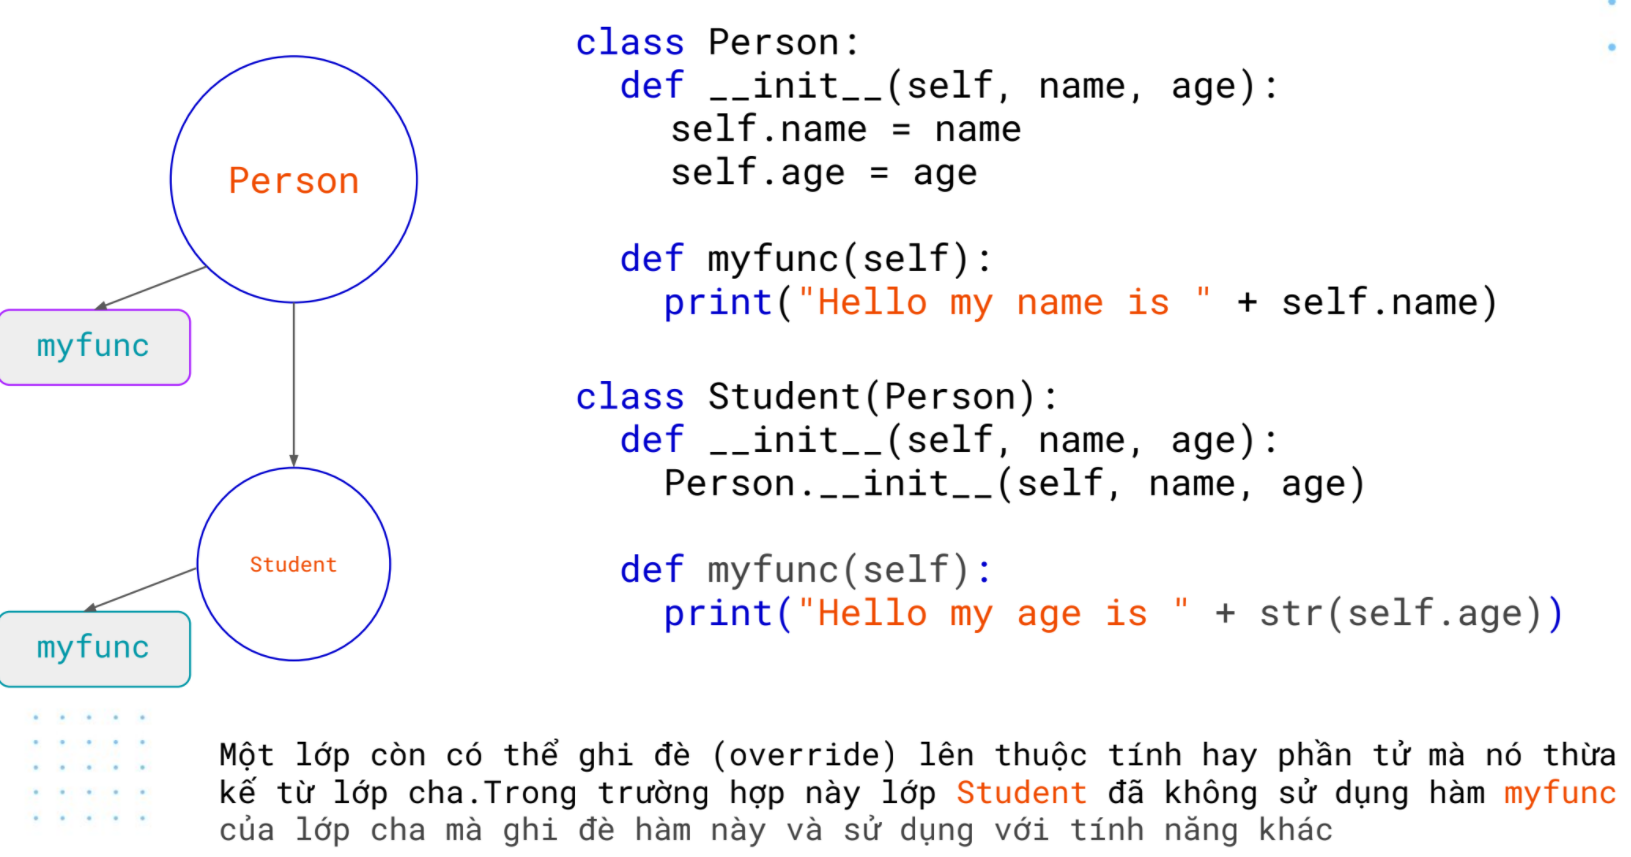 Person
myfunc
Student
myfunc
class Person:
  def __init__(self, name, age):
    self.name = name
    self.age = age
  def myfunc(self):
    print("Hello my name is " + self.name)
class Student(Person):
  def __init__(self, name, age):
    Person.__init__(self, name, age)
  def myfunc(self):
    print("Hello my age is " + str(self.age))
Một lớp còn có thể ghi đè (override) lên thuộc tính hay phần tử mà nó thừa
kế từ lớp cha.Trong trường hợp này lớp Student đã không sử dụng hàm myfunc
của lớp cha mà ghi đè hàm này và sử dụng với tính năng khác